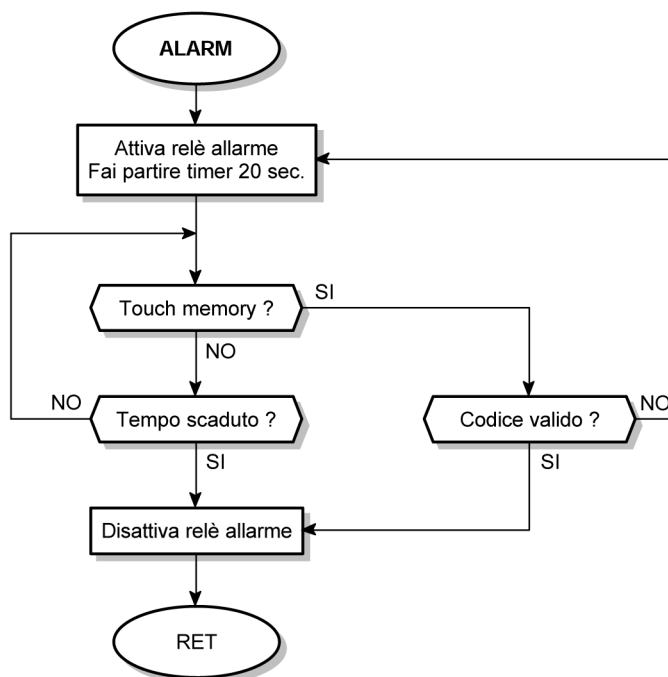 ALARM
Attiva relè allarme
Fai partire timer 20 sec.
Touch memory ?
SI
NO
NO
Tempo scaduto ?
SI
Codice valido ?
NO
SI
Disattiva relè allarme
RET